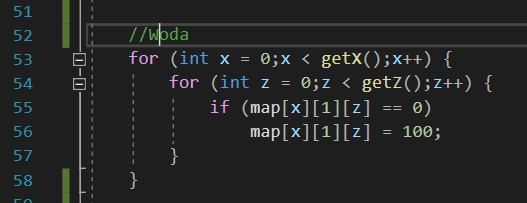 51
52 //Woda
53 for (int x = 0;x < getX();x++) {
54 for (int z = 0;z < getZ();z++) {
55 if (map[x][1][z] == 0)
56 map[x][1][z] = 100;
57 }
58 }